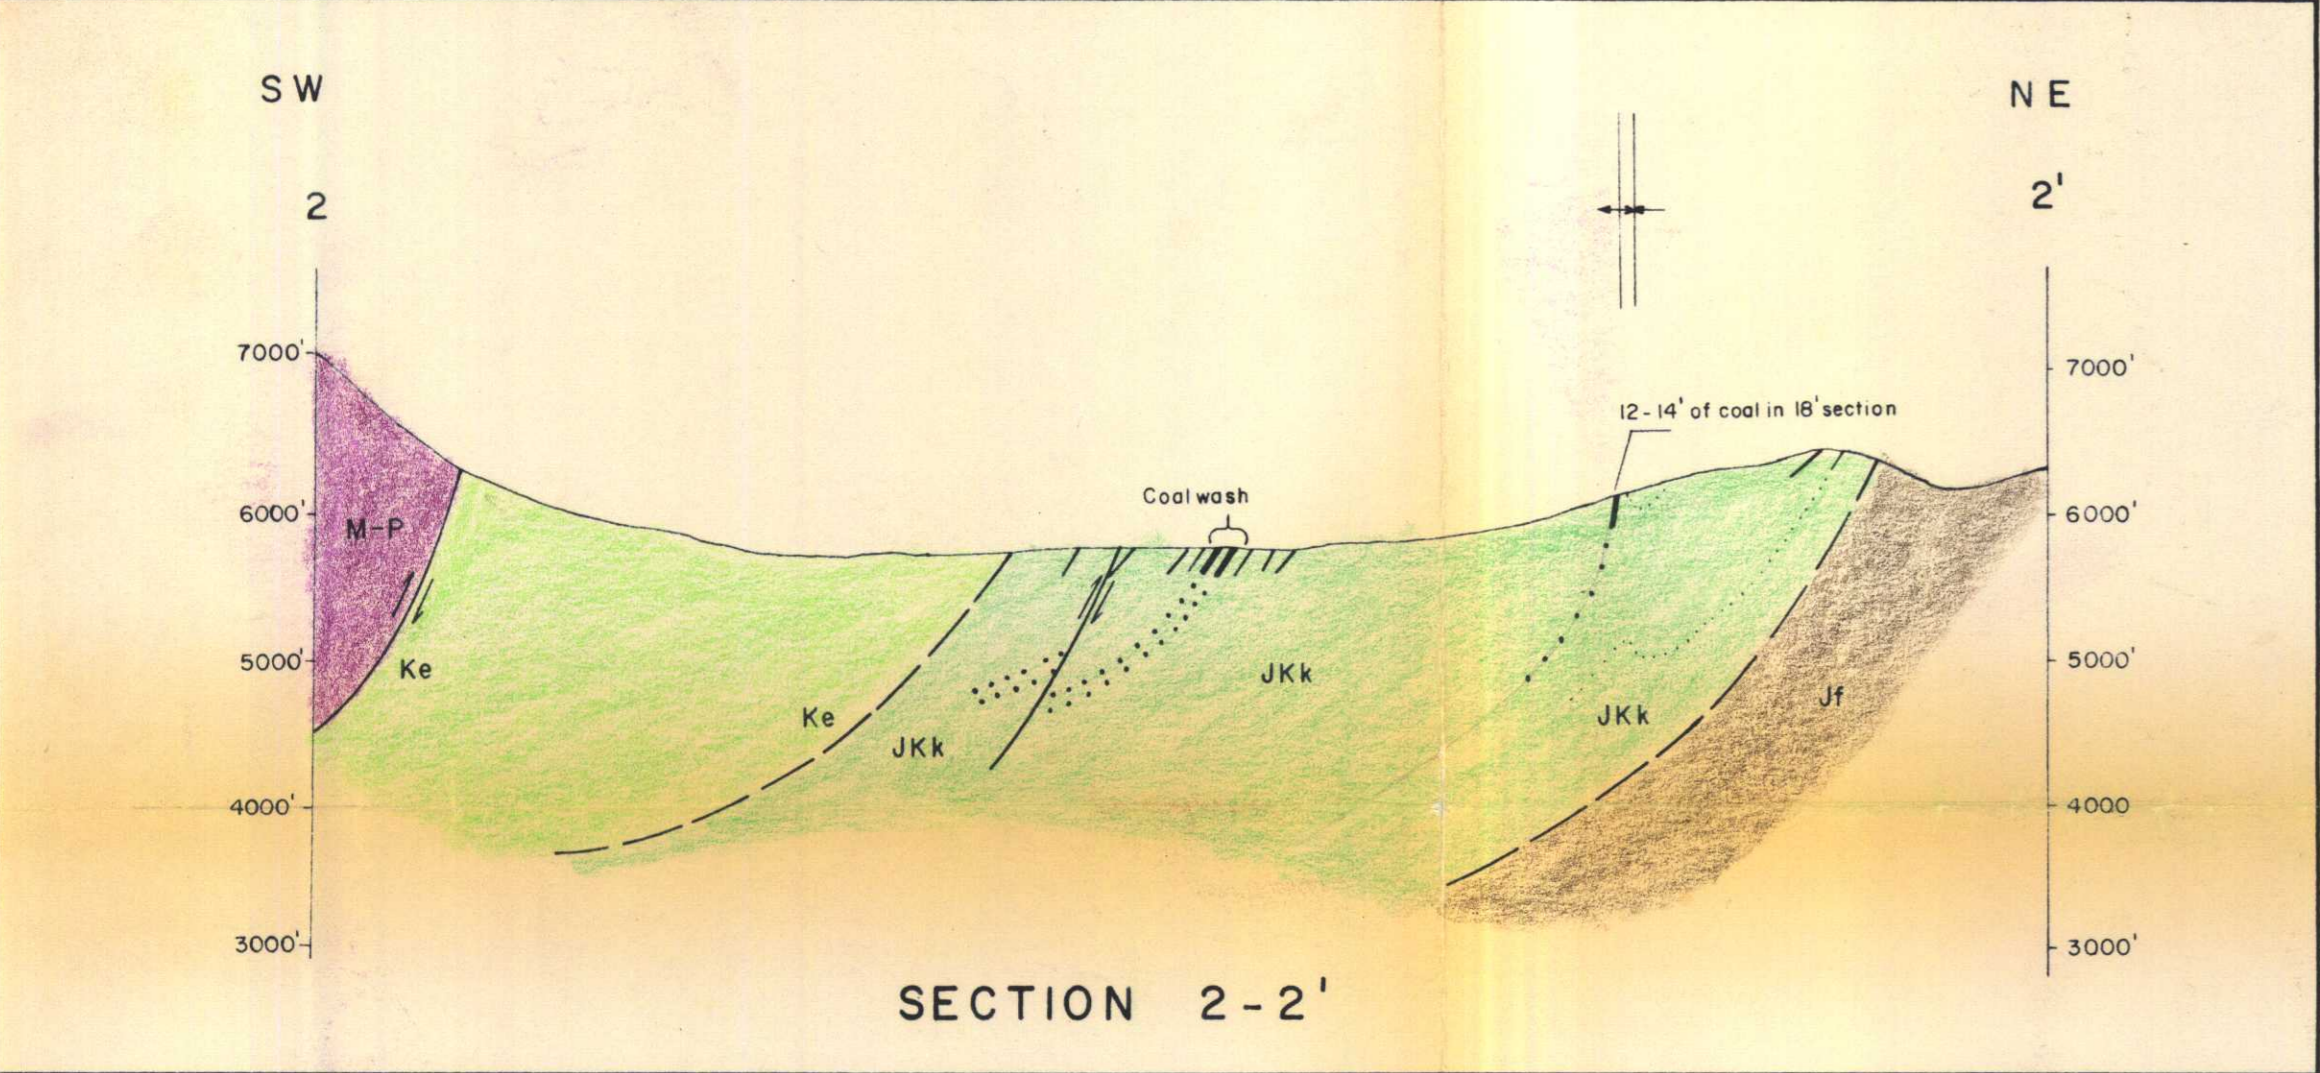 SW
NE
2
2'
7000'
7000'
12-14' of coal in 18' section
Coal wash
6000'
6000'
M-P
5000'
5000'
Ke
JKk
Ke
JKk
Jf
JKk
4000'
4000
3000'
3000'
SECTION 2-2'